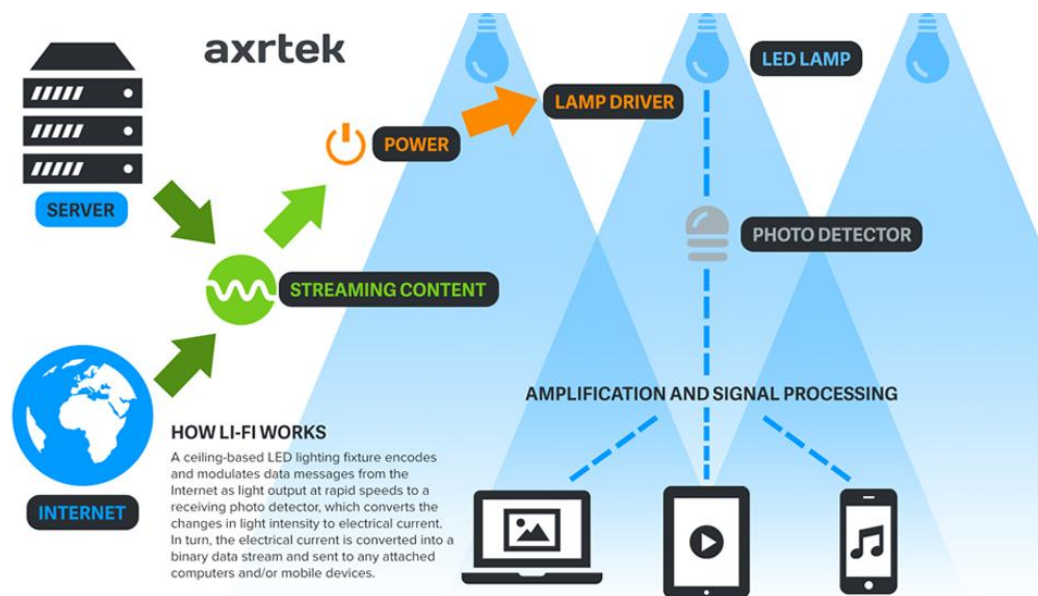 axrtek
LED LAMP
LAMP DRIVER
POWER
SERVER
PHOTO DETECTOR
STREAMING CONTENT
AMPLIFICATION AND SIGNAL PROCESSING
HOW LI-FI WORKS
A ceiling-based LED lighting fixture encodes
and modulates data messages from the
Internet as light output at rapid speeds to a
receiving photo detector, which converts the
changes in light intensity to electrical current.
In turn, the electrical current is converted into a
binary data stream and sent to any attached
computers and/or mobile devices.
INTERNET